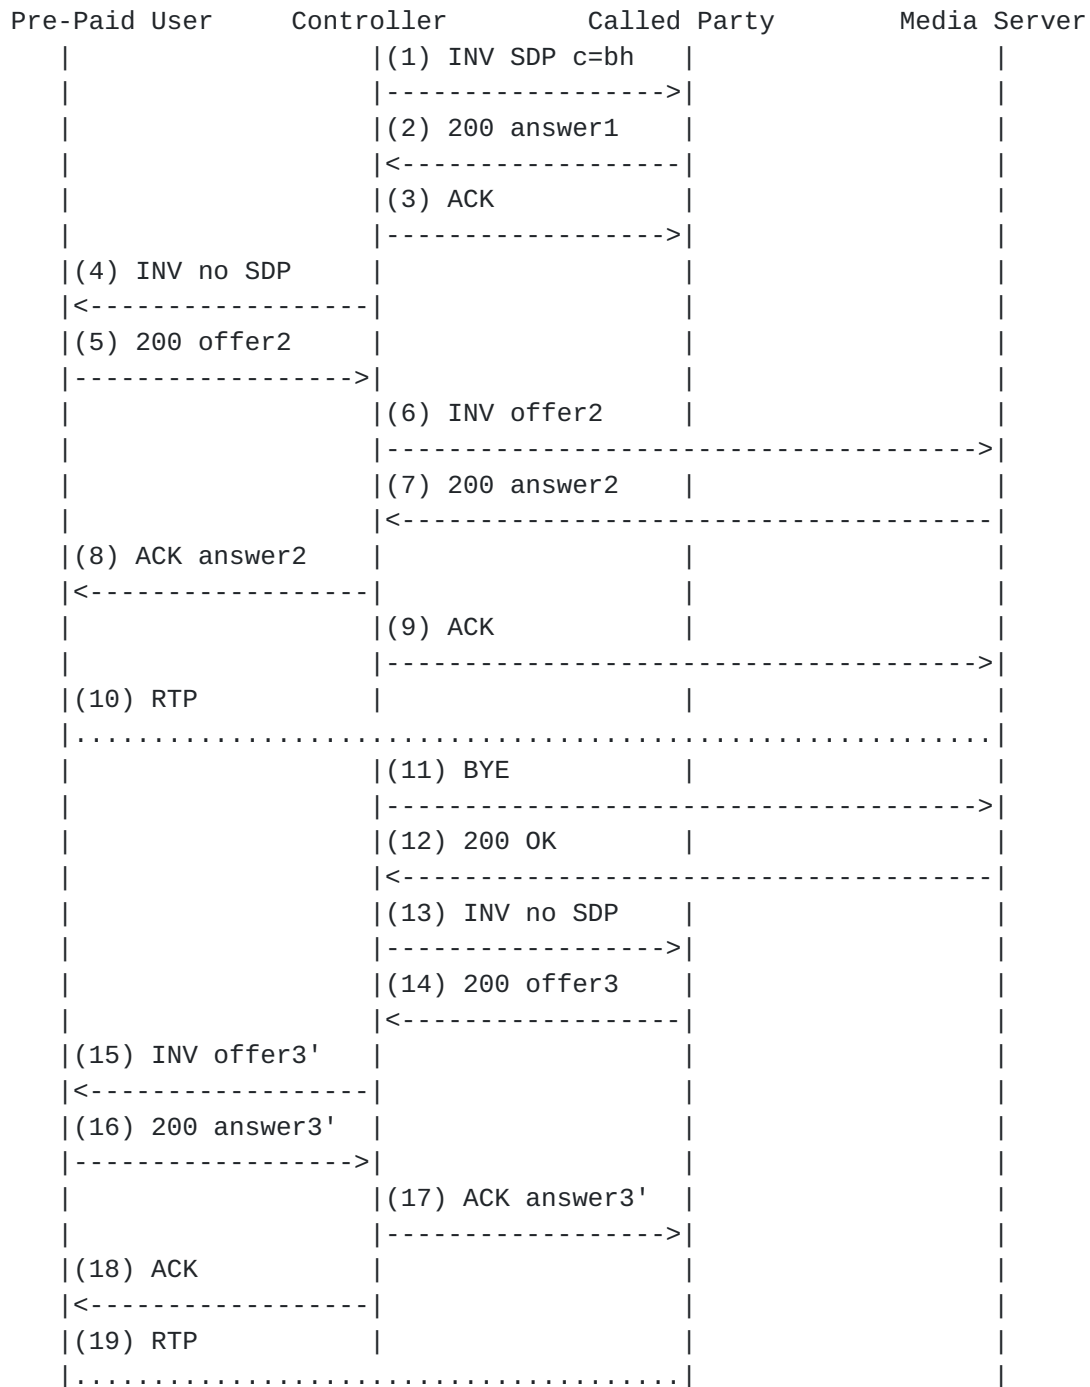 Pre-Paid User     Controller         Called Party        Media Server
(1) INV SDP c=bh
(2) 200 answer1
(3) ACK
(4) INV no SDP
(5) 200 offer2
(6) INV offer2
(7) 200 answer2
(8) ACK answer2
(9) ACK
(10) RTP
(11) BYE
(12) 200 OK
(13) INV no SDP
(14) 200 offer3
(15) INV offer3'
(16) 200 answer3'
(17) ACK answer3'
(18) ACK
(19) RTP